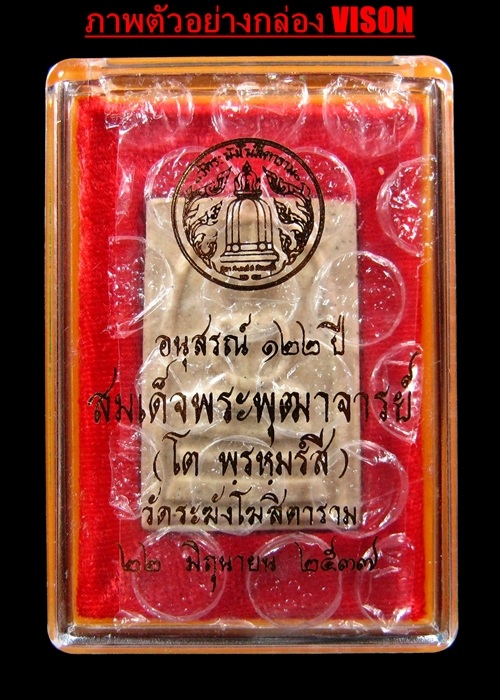 ภาพตัวอย่างกล่อง VISON
อนุสรณ์ ๑๒๒ ปี
สมเด็จพระพุฒาจารย์
(โต พรหมรํสี)
วัดระฆังโฆสิตาราม
๒๒ มิถุนายน ๒๕๓๗